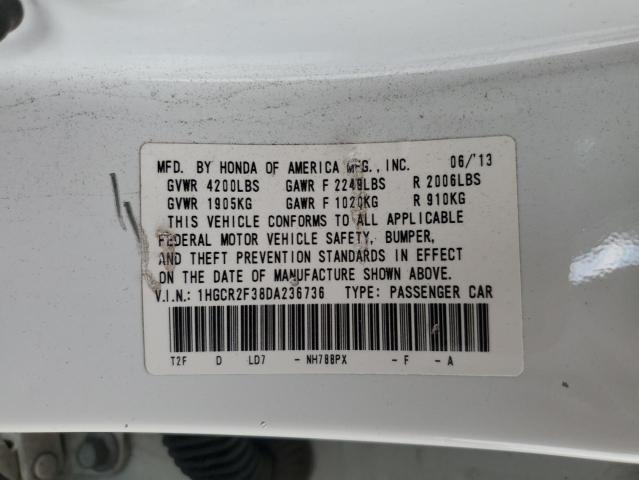 MFD. BY HONDA OF AMERICA MFG., INC. 06/'13
GVWR 4200LBS GAWR F 2249LBS R 2006LBS
GVWR 1905KG GAWR F 1020KG R 910KG
THIS VEHICLE CONFORMS TO ALL APPLICABLE
FEDERAL MOTOR VEHICLE SAFETY, BUMPER,
AND THEFT PREVENTION STANDARDS IN EFFECT
ON THE DATE OF MANUFACTURE SHOWN ABOVE.
V.I.N.: 1HGCR2F38DA236736 TYPE: PASSENGER CAR
T2F D LD7 - NH788PX - F - A